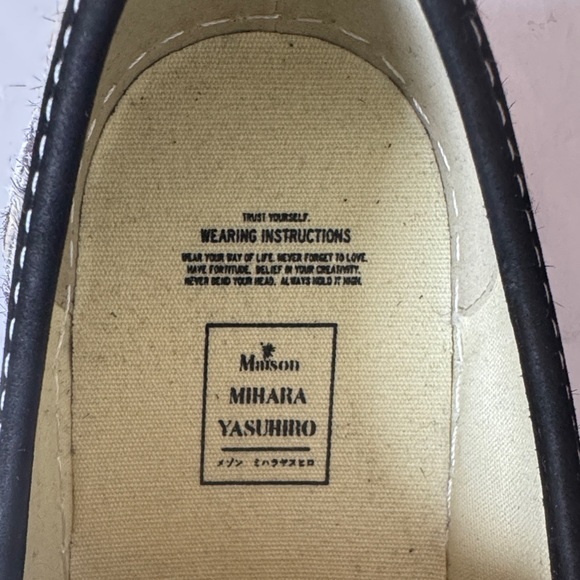 TRUST YOURSELF.
WEARING INSTRUCTIONS
WEAR YOUR WAY OF LIFE. NEVER FORGET TO LOVE.
HAVE FORTITUDE. BELIEF IN YOUR CREATIVITY.
NEVER BEND YOUR HEAD. ALWAYS HOLD IT HIGH.
Maison
MIHARA
YASUHIRO
メゾン ミハラヤスヒロ